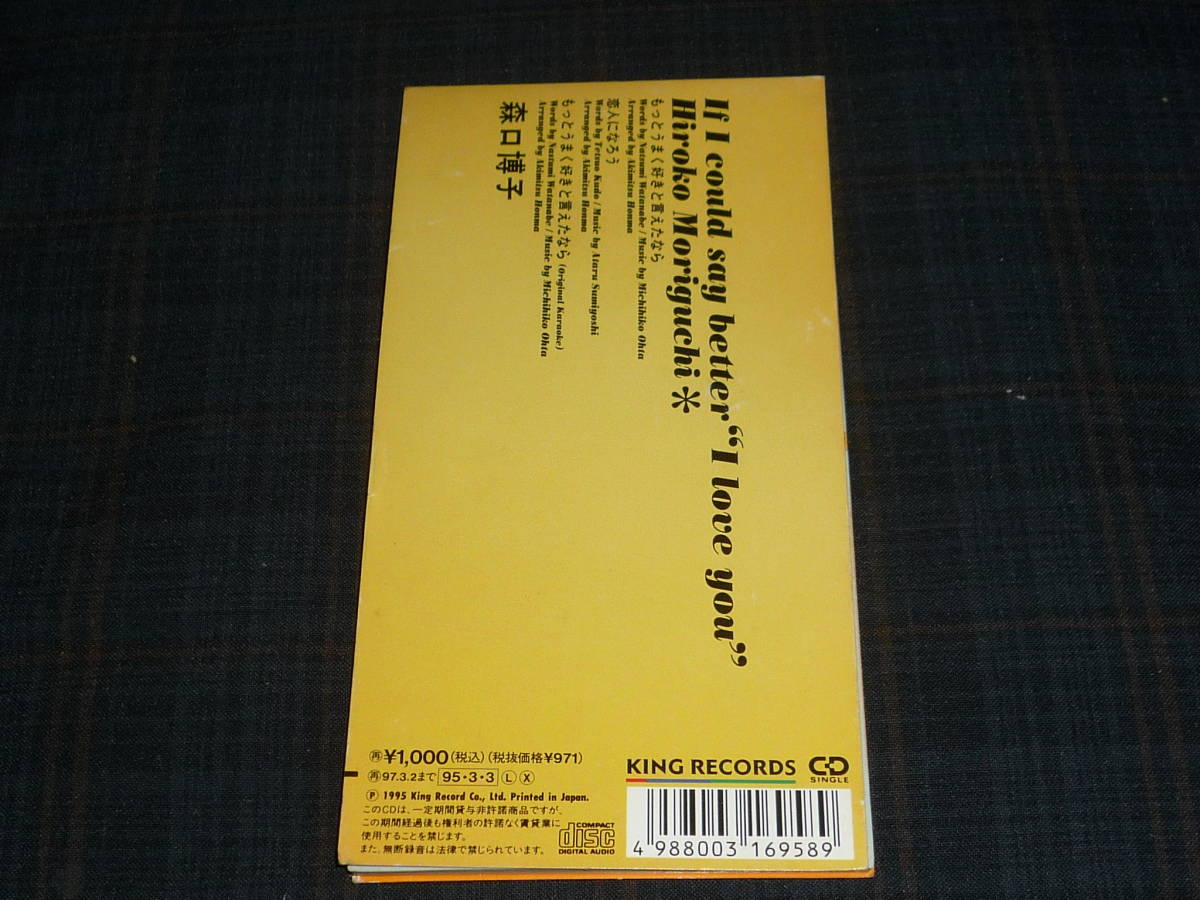 If I could say better “I love you”
Hiroko Moriguchi*
もっとうまく好きと言えたなら
Words by Natsumi Watanabe / Music by Michihiko Ohta
Arranged by Akimitsu Honma
恋人になろう
Words by Tetsuo Kudo / Music by Ataru Sumiyoshi
Arranged by Akimitsu Honma
もっとうまく好きと言えたなら (Original Karaoke)
Words by Nastumi Watanabe / Music by Michihiko Ohta
Arranged by Akimitsu Honma
森口博子
再¥1,000(税込)(税抜価格¥971)
再97.3.2まで 95・3・3 Ⓛ Ⓧ
Ⓟ 1995 King Record Co., Ltd. Printed in Japan.
このCDは、一定期間貸与非許諾商品ですが、
この期間経過後も権利者の許諾なく賃貸業に
使用することを禁じます。
また、無断録音は法律で禁じられています。
COMPACT
disc
DIGITAL AUDIO
KING RECORDS
CD
SINGLE
4 988003 169589